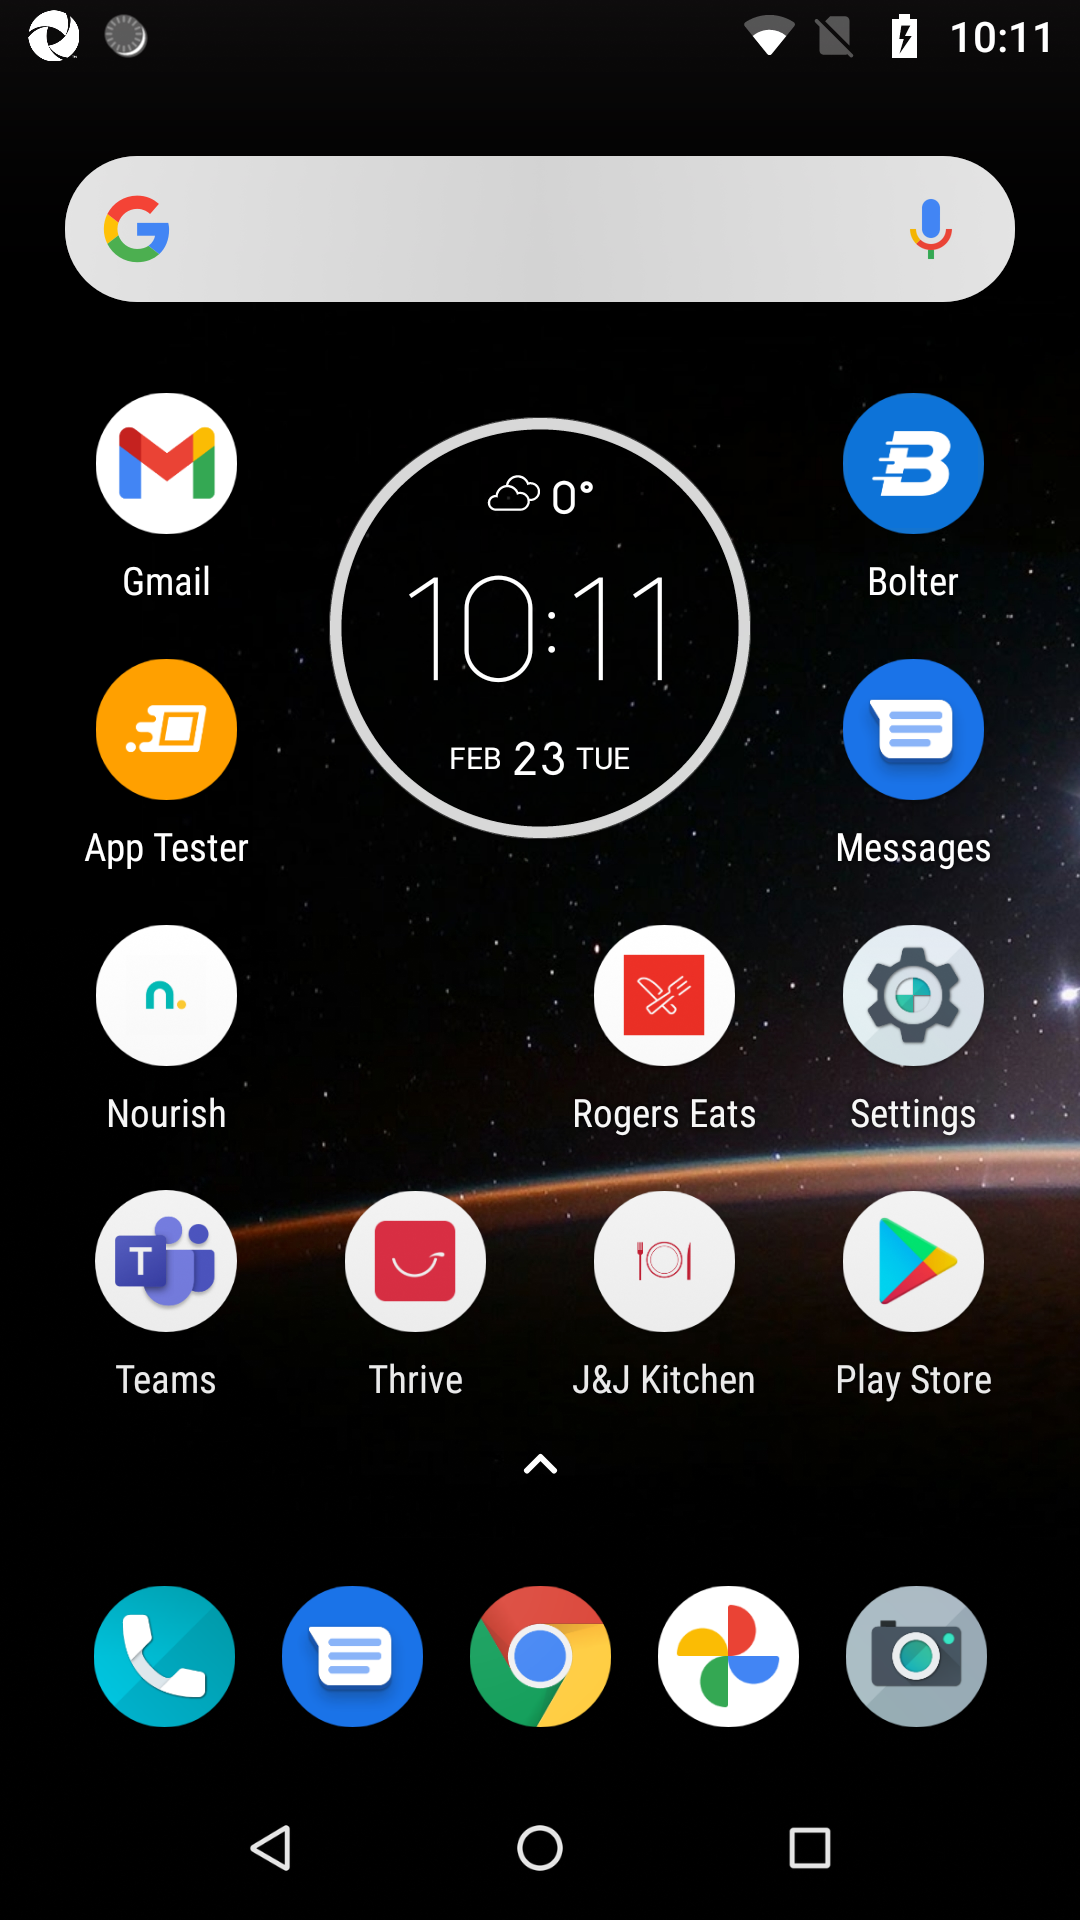 10:11
0°
10:11
FEB 23 TUE
Gmail
Bolter
App Tester
Messages
Nourish
Rogers Eats
Settings
Teams
Thrive
J&J Kitchen
Play Store